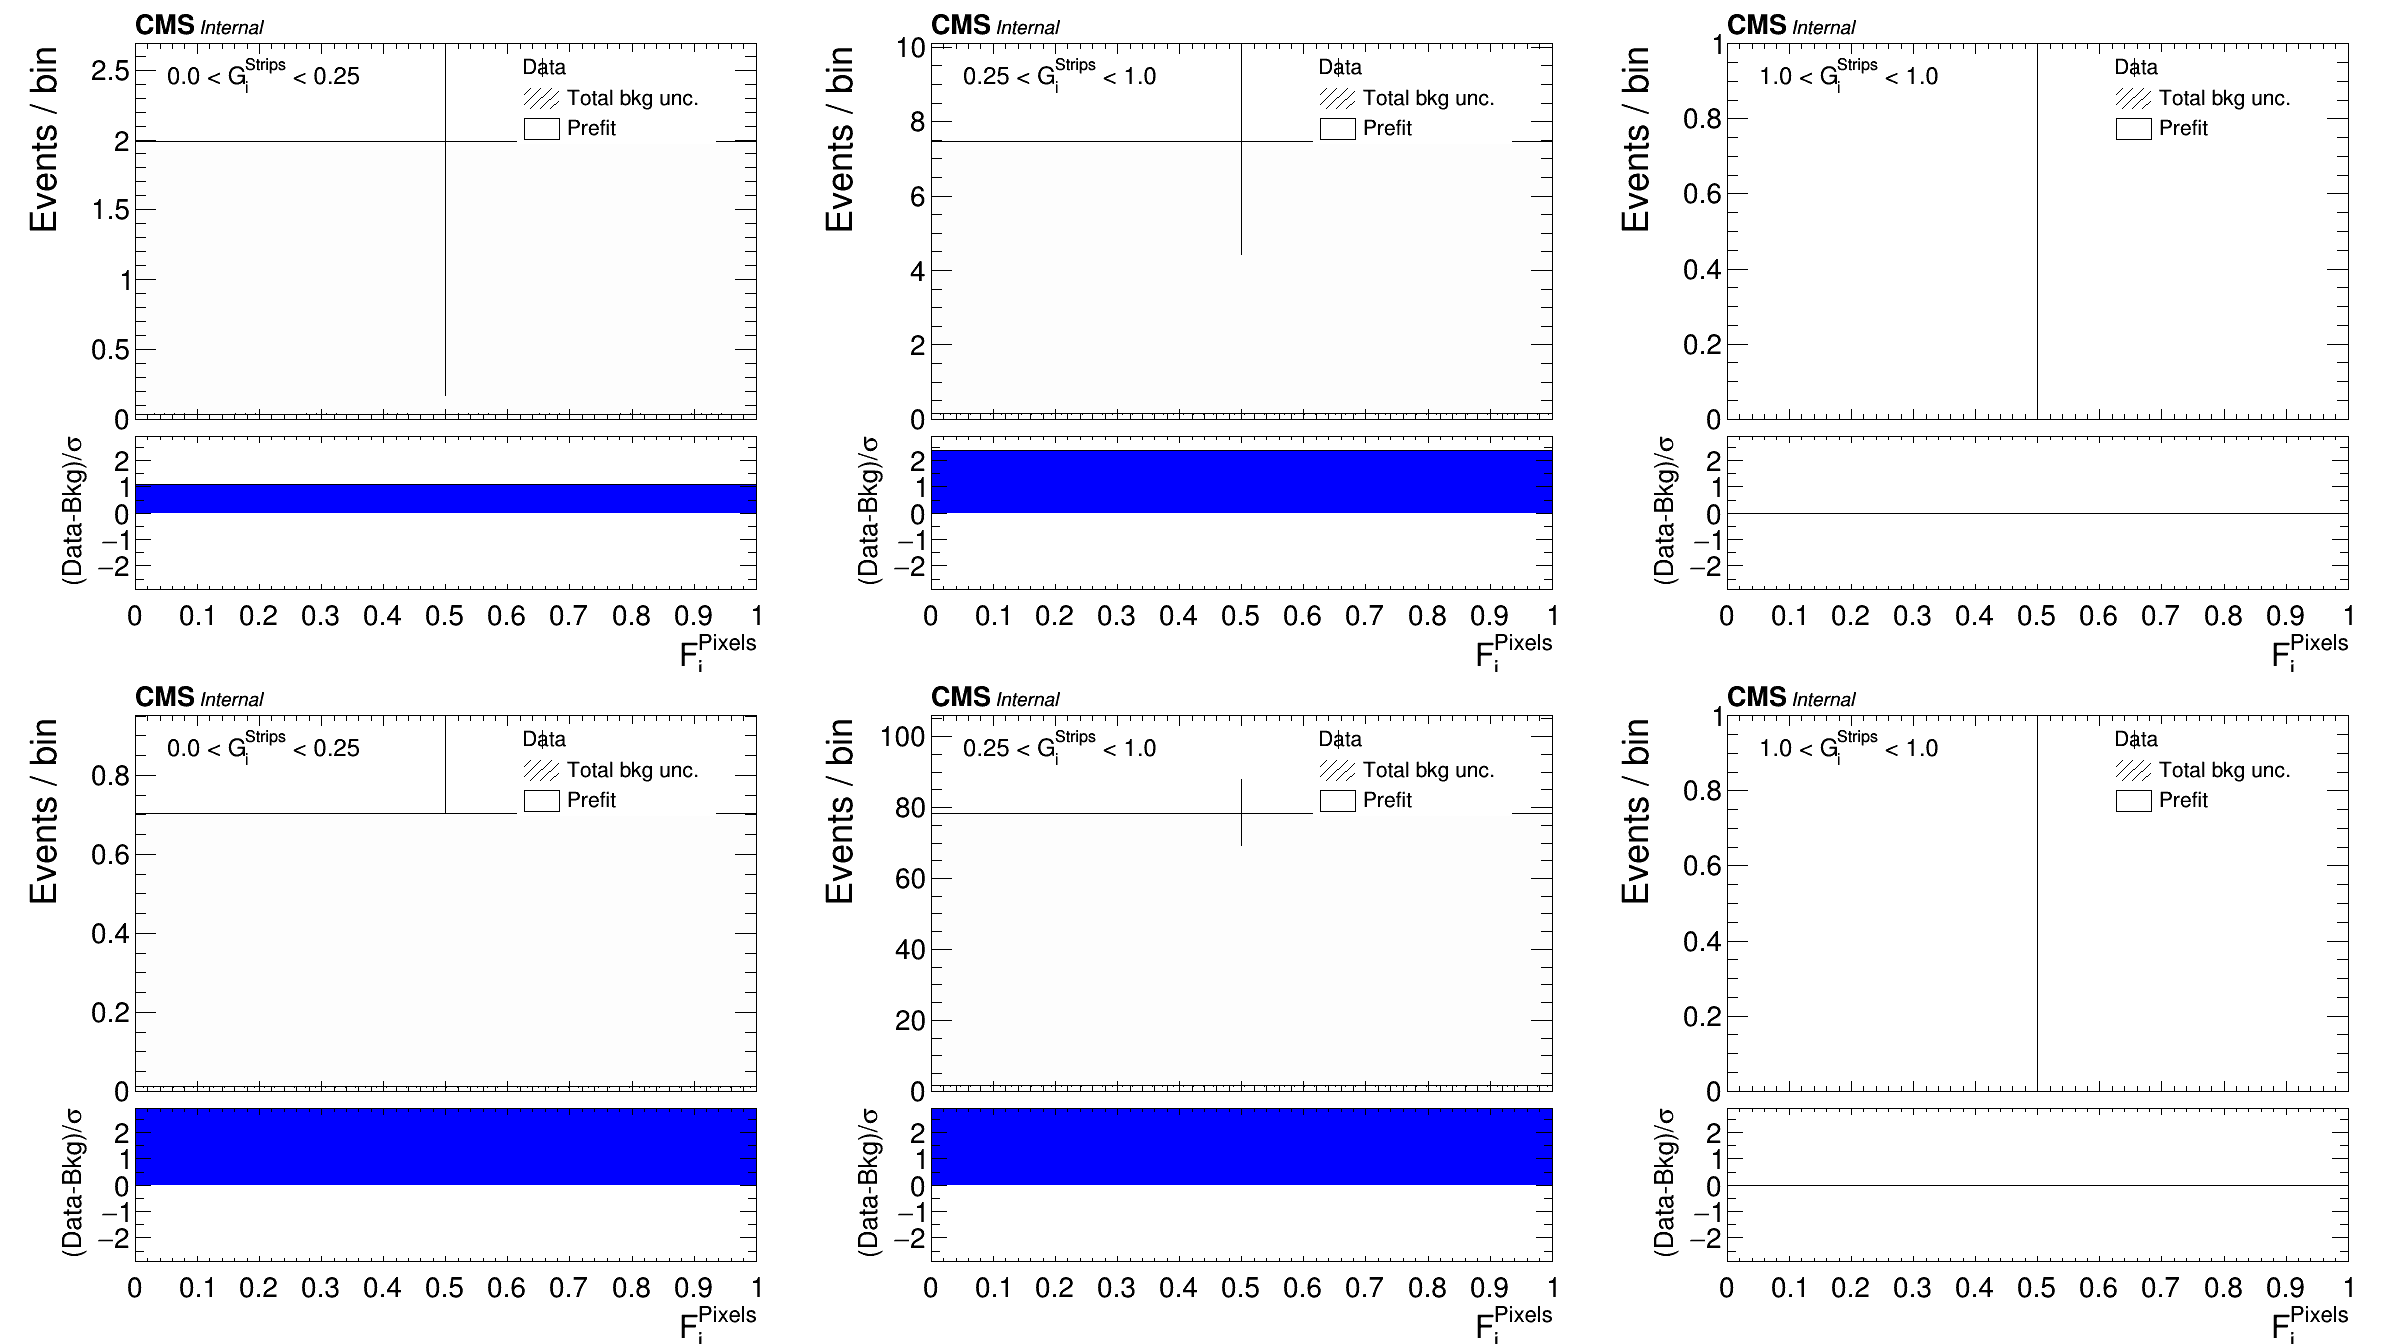 CMS Internal
Events / bin
2.5
2
1.5
1
0.5
0
0.0 < G_i^Strips < 0.25
Data
Total bkg unc.
Prefit
(Data-Bkg)/σ
2
1
0
−1
−2
0 0.1 0.2 0.3 0.4 0.5 0.6 0.7 0.8 0.9 1
F_i^Pixels
CMS Internal
Events / bin
10
8
6
4
2
0
0.25 < G_i^Strips < 1.0
Data
Total bkg unc.
Prefit
(Data-Bkg)/σ
2
1
0
−1
−2
0 0.1 0.2 0.3 0.4 0.5 0.6 0.7 0.8 0.9 1
F_i^Pixels
CMS Internal
Events / bin
1
0.8
0.6
0.4
0.2
0
1.0 < G_i^Strips < 1.0
Data
Total bkg unc.
Prefit
(Data-Bkg)/σ
2
1
0
−1
−2
0 0.1 0.2 0.3 0.4 0.5 0.6 0.7 0.8 0.9 1
F_i^Pixels
CMS Internal
Events / bin
0.8
0.6
0.4
0.2
0
0.0 < G_i^Strips < 0.25
Data
Total bkg unc.
Prefit
(Data-Bkg)/σ
2
1
0
−1
−2
0 0.1 0.2 0.3 0.4 0.5 0.6 0.7 0.8 0.9 1
F_i^Pixels
CMS Internal
Events / bin
100
80
60
40
20
0
0.25 < G_i^Strips < 1.0
Data
Total bkg unc.
Prefit
(Data-Bkg)/σ
2
1
0
−1
−2
0 0.1 0.2 0.3 0.4 0.5 0.6 0.7 0.8 0.9 1
F_i^Pixels
CMS Internal
Events / bin
1
0.8
0.6
0.4
0.2
0
1.0 < G_i^Strips < 1.0
Data
Total bkg unc.
Prefit
(Data-Bkg)/σ
2
1
0
−1
−2
0 0.1 0.2 0.3 0.4 0.5 0.6 0.7 0.8 0.9 1
F_i^Pixels